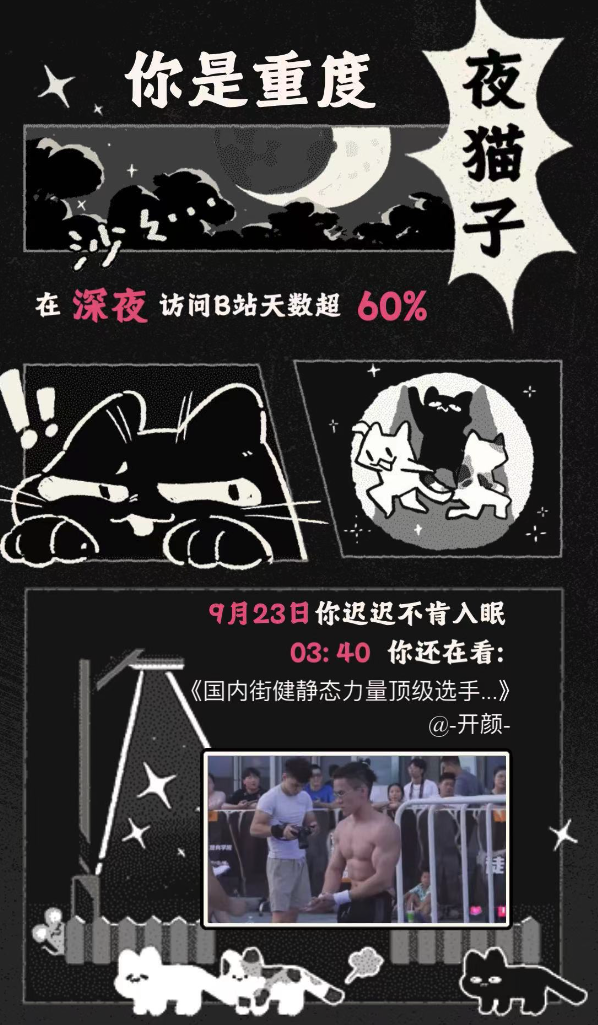 你是重度
夜猫子
沙
在 深夜 访问B站天数超 60%
!!
9月23日你迟迟不肯入眠
03:40 你还在看:
《国内街健静态力量顶级选手...》
@-开颜-
徒